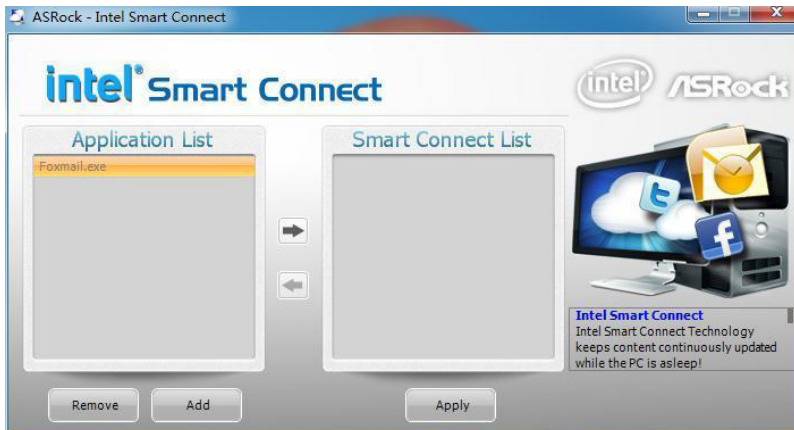 ASRock - Intel Smart Connect
intel® Smart Connect
intel® ASRock
Application List
Foxmail.exe
Smart Connect List
Intel Smart Connect
Intel Smart Connect Technology
keeps content continuously updated
while the PC is asleep!
Remove
Add
Apply